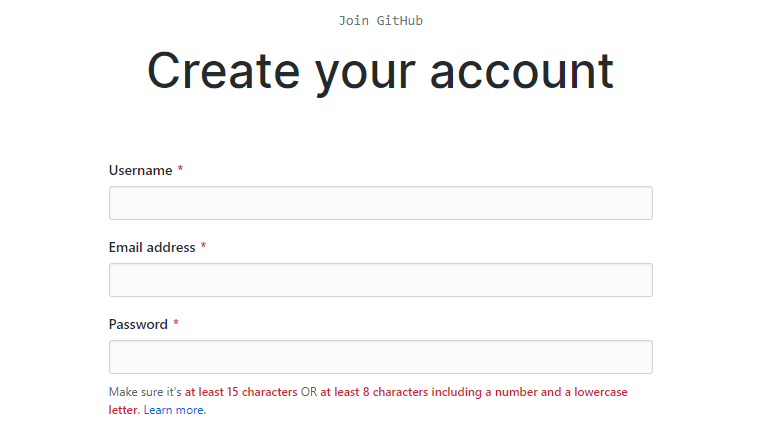 Join GitHub
Create your account
Username *
Email address *
Password *
Make sure it's at least 15 characters OR at least 8 characters including a number and a lowercase
letter. Learn more.